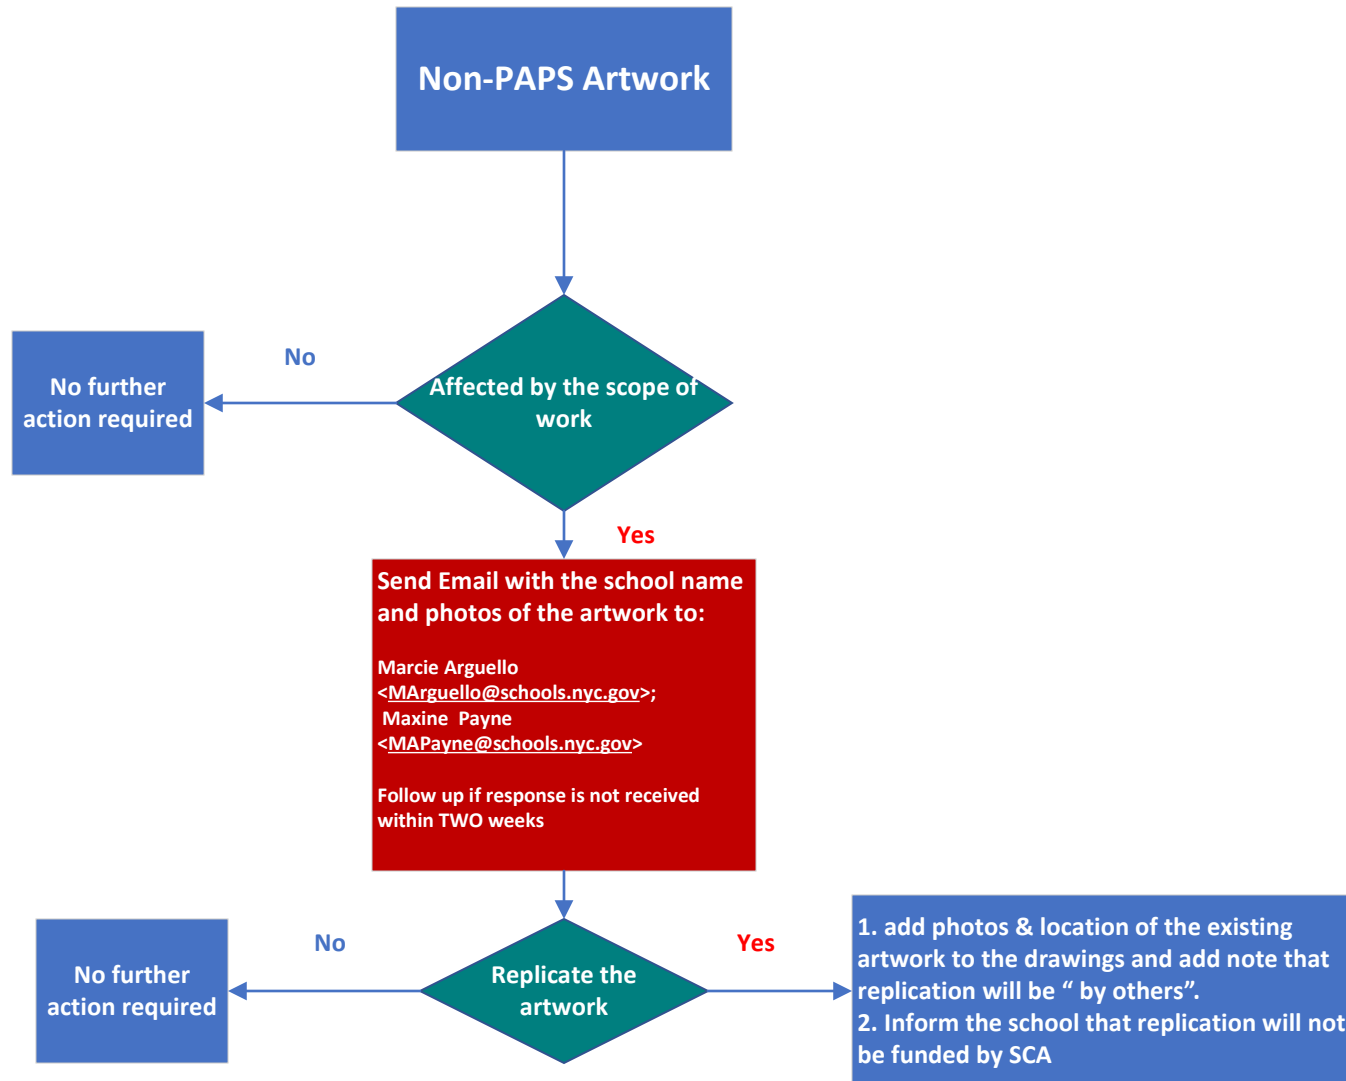 Non-PAPS Artwork
No
No further
action required
Affected by the scope of
work
Yes
Send Email with the school name
and photos of the artwork to:
Marcie Arguello
<MArguello@schools.nyc.gov>;
Maxine  Payne
<MAPayne@schools.nyc.gov>
Follow up if response is not received
within TWO weeks
No
No further
action required
Replicate the
artwork
Yes
1. add photos & location of the existing
artwork to the drawings and add note that
replication will be “ by others”.
2. Inform the school that replication will not
be funded by SCA